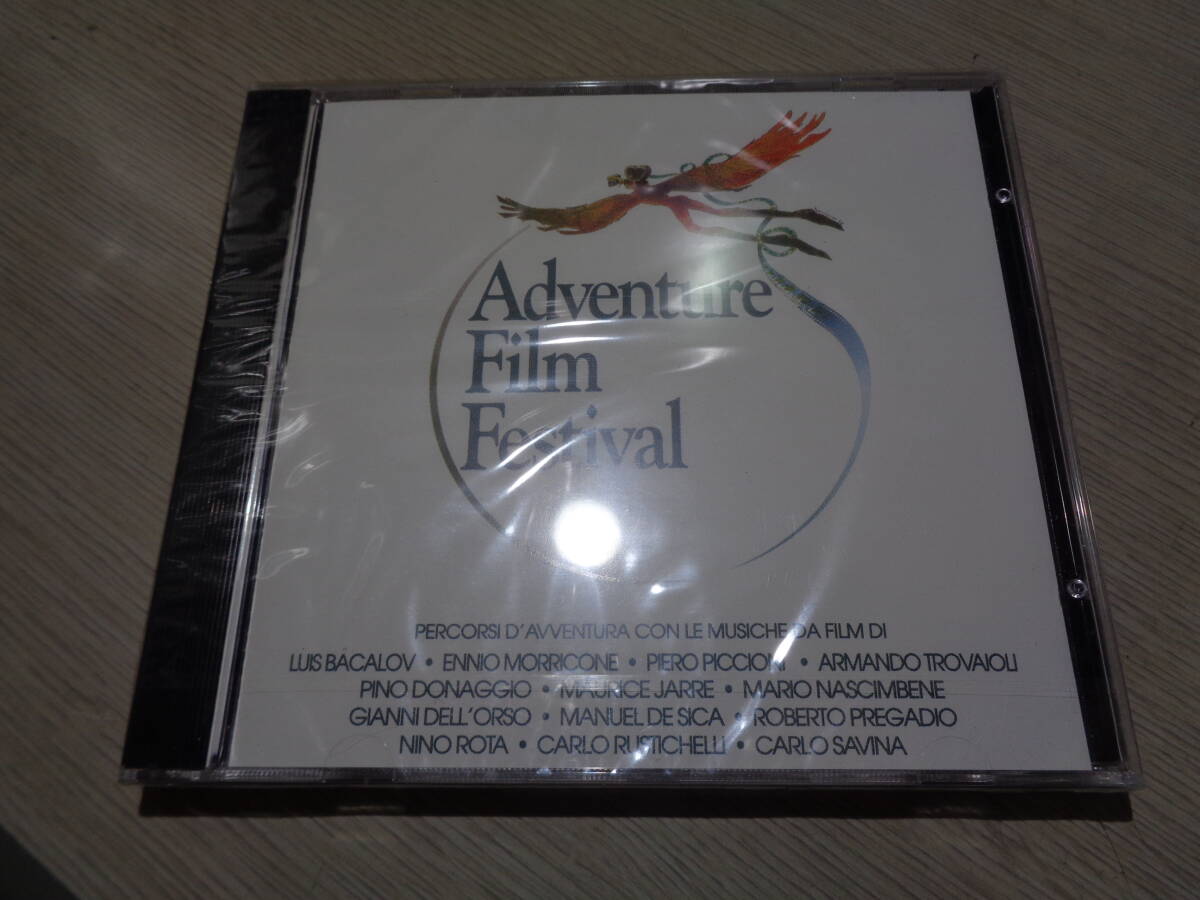 Adventure
Film
Festival
PERCORSI D'AVVENTURA CON LE MUSICHE DA FILM DI
LUIS BACALOV • ENNIO MORRICONE • PIERO PICCIONI • ARMANDO TROVAIOLI
PINO DONAGGIO • MAURICE JARRE • MARIO NASCIMBENE
GIANNI DELL'ORSO • MANUEL DE SICA • ROBERTO PREGADIO
NINO ROTA • CARLO RUSTICHELLI • CARLO SAVINA